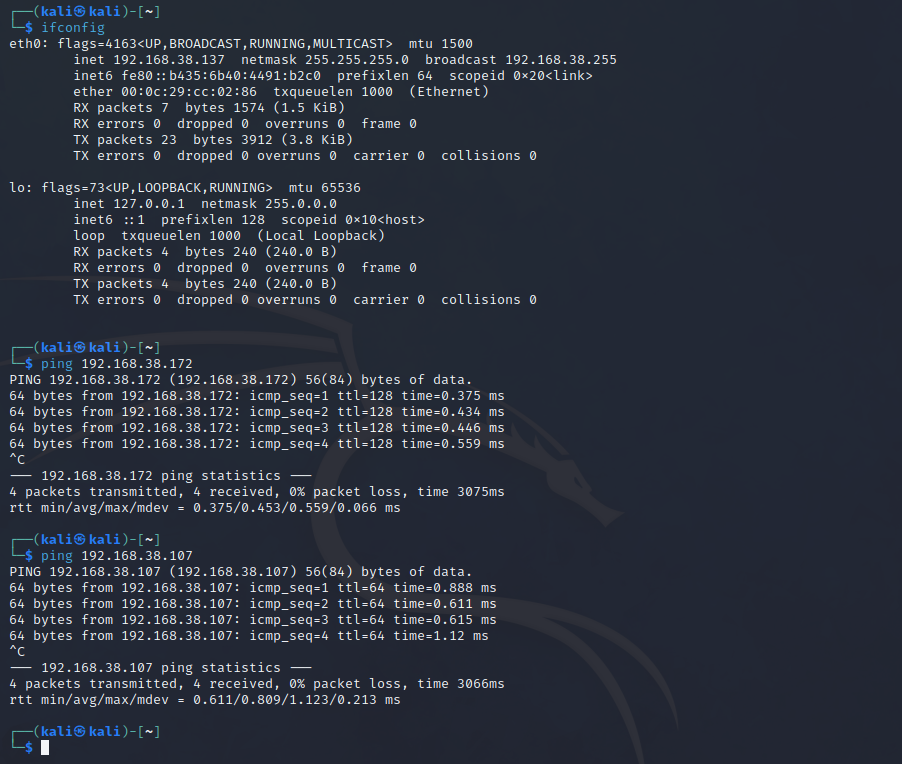 ┌──(kali㉿kali)-[~]
└─$ ifconfig
eth0: flags=4163<UP,BROADCAST,RUNNING,MULTICAST>  mtu 1500
        inet 192.168.38.137  netmask 255.255.255.0  broadcast 192.168.38.255
        inet6 fe80::b435:6b40:4491:b2c0  prefixlen 64  scopeid 0×20<link>
        ether 00:0c:29:cc:02:86  txqueuelen 1000  (Ethernet)
        RX packets 7  bytes 1574 (1.5 KiB)
        RX errors 0  dropped 0  overruns 0  frame 0
        TX packets 23  bytes 3912 (3.8 KiB)
        TX errors 0  dropped 0 overruns 0  carrier 0  collisions 0

lo: flags=73<UP,LOOPBACK,RUNNING>  mtu 65536
        inet 127.0.0.1  netmask 255.0.0.0
        inet6 ::1  prefixlen 128  scopeid 0×10<host>
        loop  txqueuelen 1000  (Local Loopback)
        RX packets 4  bytes 240 (240.0 B)
        RX errors 0  dropped 0  overruns 0  frame 0
        TX packets 4  bytes 240 (240.0 B)
        TX errors 0  dropped 0 overruns 0  carrier 0  collisions 0

┌──(kali㉿kali)-[~]
└─$ ping 192.168.38.172
PING 192.168.38.172 (192.168.38.172) 56(84) bytes of data.
64 bytes from 192.168.38.172: icmp_seq=1 ttl=128 time=0.375 ms
64 bytes from 192.168.38.172: icmp_seq=2 ttl=128 time=0.434 ms
64 bytes from 192.168.38.172: icmp_seq=3 ttl=128 time=0.446 ms
64 bytes from 192.168.38.172: icmp_seq=4 ttl=128 time=0.559 ms
^C
--- 192.168.38.172 ping statistics ---
4 packets transmitted, 4 received, 0% packet loss, time 3075ms
rtt min/avg/max/mdev = 0.375/0.453/0.559/0.066 ms

┌──(kali㉿kali)-[~]
└─$ ping 192.168.38.107
PING 192.168.38.107 (192.168.38.107) 56(84) bytes of data.
64 bytes from 192.168.38.107: icmp_seq=1 ttl=64 time=0.888 ms
64 bytes from 192.168.38.107: icmp_seq=2 ttl=64 time=0.611 ms
64 bytes from 192.168.38.107: icmp_seq=3 ttl=64 time=0.615 ms
64 bytes from 192.168.38.107: icmp_seq=4 ttl=64 time=1.12 ms
^C
--- 192.168.38.107 ping statistics ---
4 packets transmitted, 4 received, 0% packet loss, time 3066ms
rtt min/avg/max/mdev = 0.611/0.809/1.123/0.213 ms

┌──(kali㉿kali)-[~]
└─$